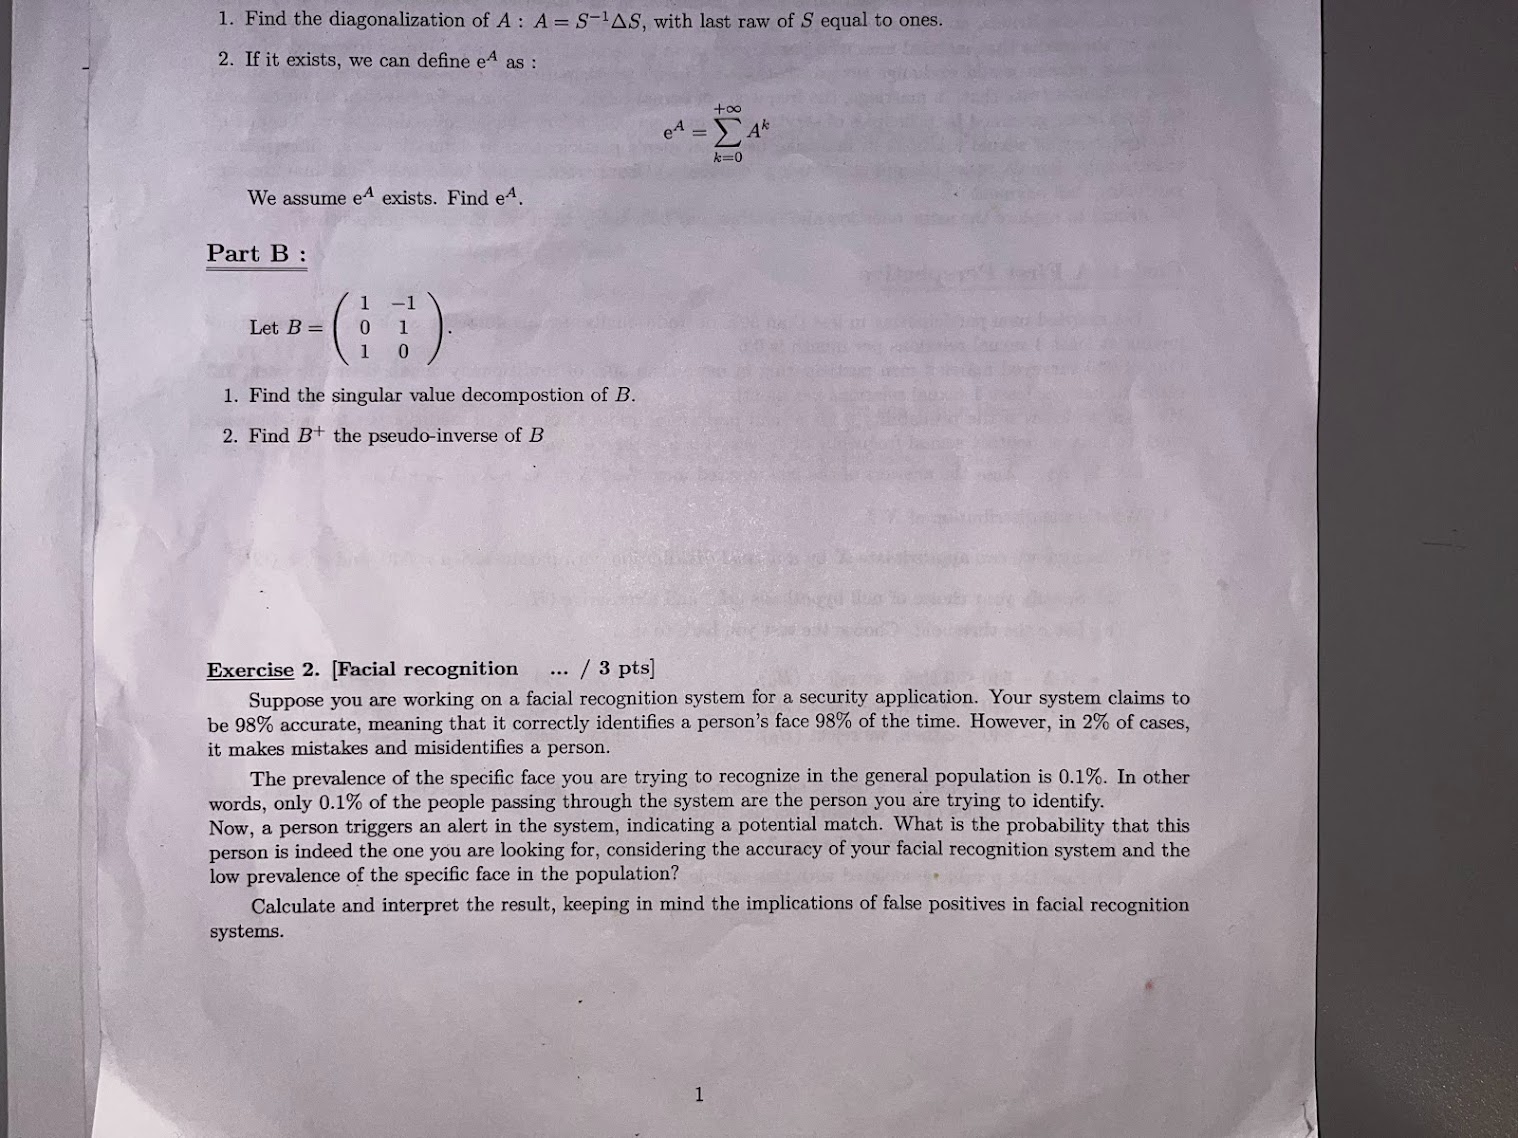 1. Find the diagonalization of A : A = S⁻¹ΔS, with last raw of S equal to ones.
2. If it exists, we can define eᴬ as :
eᴬ = ∑_{k=0}^{+∞} Aᵏ
We assume eᴬ exists. Find eᴬ.
Part B :
Let B = ( 1 −1
0 1
1 0 ).
1. Find the singular value decompostion of B.
2. Find B⁺ the pseudo-inverse of B
Exercise 2. [Facial recognition ... / 3 pts]
Suppose you are working on a facial recognition system for a security application. Your system claims to
be 98% accurate, meaning that it correctly identifies a person's face 98% of the time. However, in 2% of cases,
it makes mistakes and misidentifies a person.
The prevalence of the specific face you are trying to recognize in the general population is 0.1%. In other
words, only 0.1% of the people passing through the system are the person you are trying to identify.
Now, a person triggers an alert in the system, indicating a potential match. What is the probability that this
person is indeed the one you are looking for, considering the accuracy of your facial recognition system and the
low prevalence of the specific face in the population?
Calculate and interpret the result, keeping in mind the implications of false positives in facial recognition
systems.
1